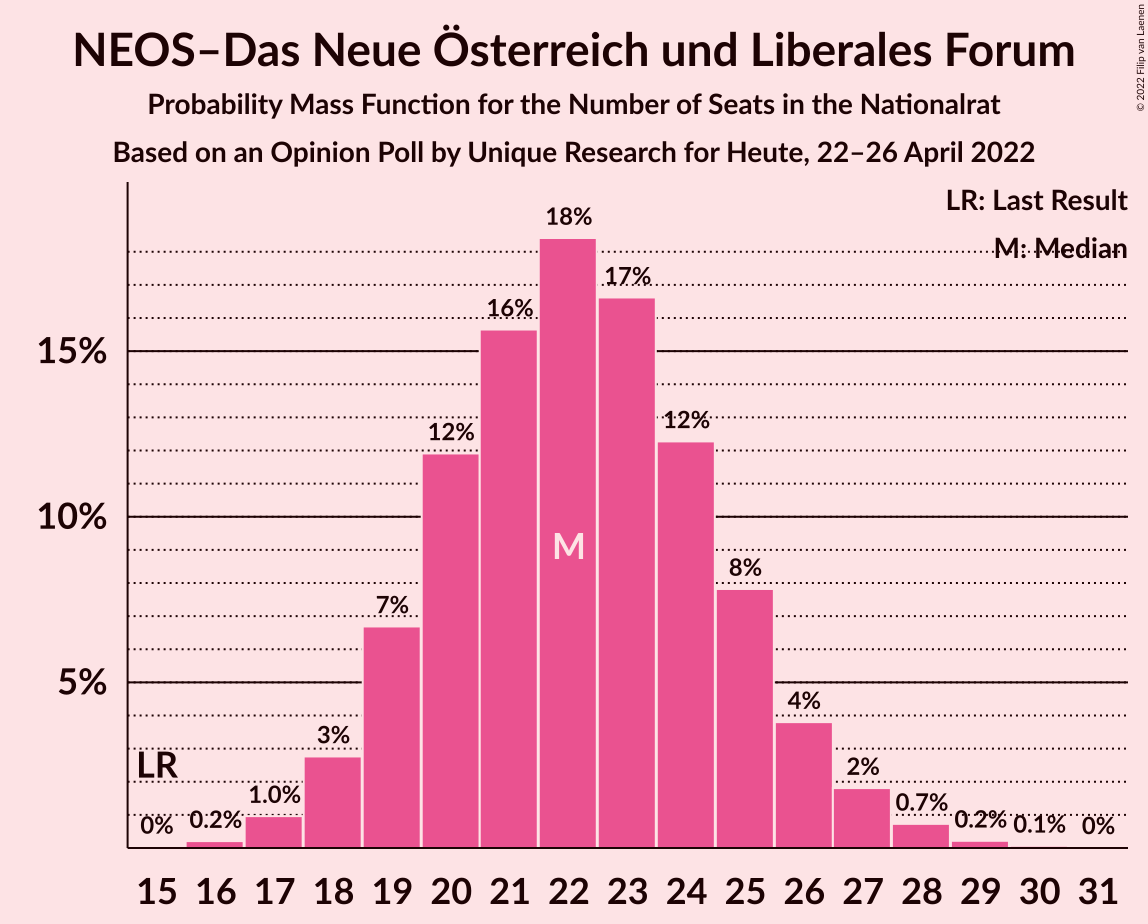 NEOS–Das Neue Österreich und Liberales Forum
Probability Mass Function for the Number of Seats in the Nationalrat
Based on an Opinion Poll by Unique Research for Heute, 22–26 April 2022
© 2022 Filip van Laenen
LR: Last Result
M: Median
15%
10%
5%
LR
M
0%
0.2%
1.0%
3%
7%
12%
16%
18%
17%
12%
8%
4%
2%
0.7%
0.2%
0.1%
0%
15 16 17 18 19 20 21 22 23 24 25 26 27 28 29 30 31